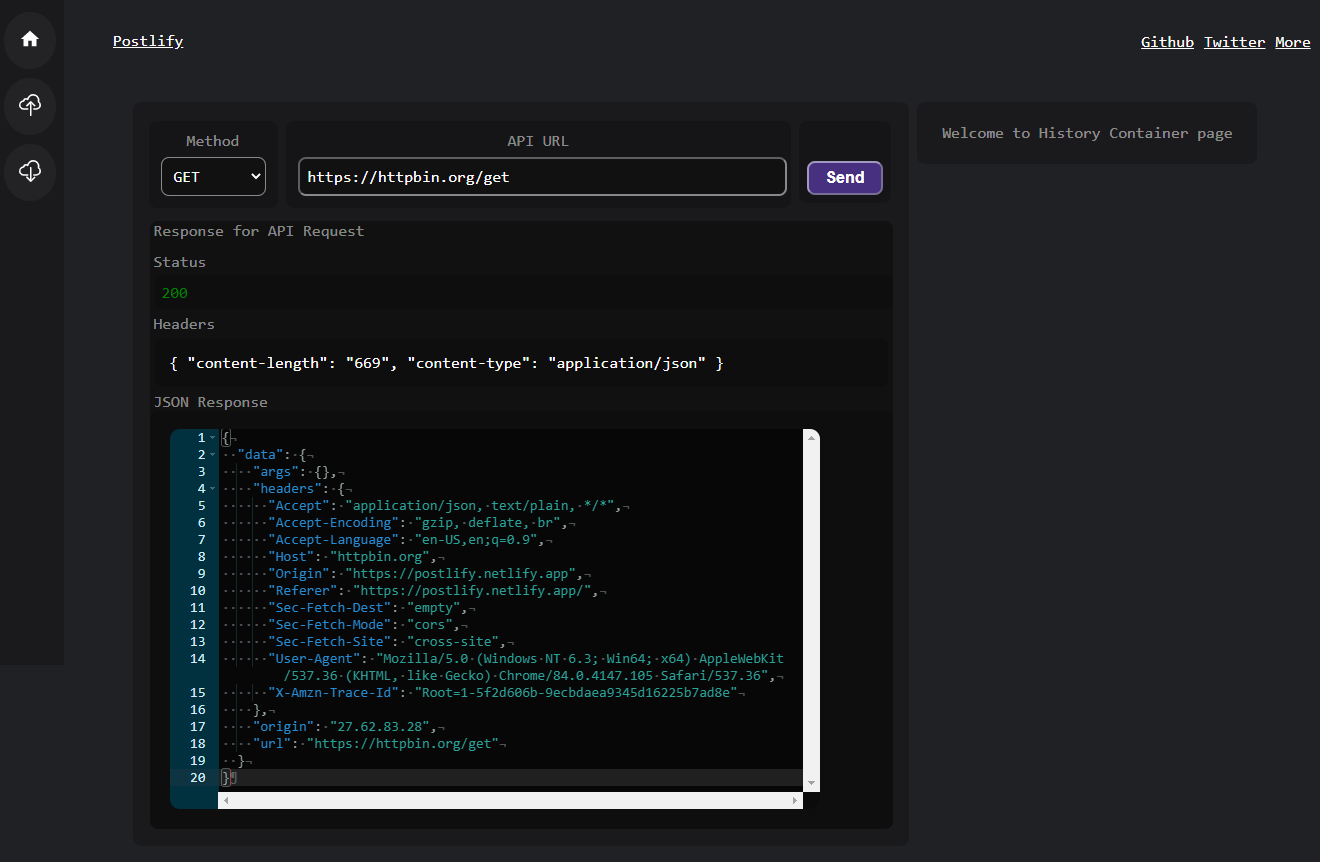 Postlify
Github Twitter More
Method
API URL
GET
https://httpbin.org/get
Send
Welcome to History Container page
Response for API Request
Status
200
Headers
{ "content-length": "669", "content-type": "application/json" }
JSON Response
1 {
2 "data": {
3 "args": {},
4 "headers": {
5 "Accept": "application/json, text/plain, */*",
6 "Accept-Encoding": "gzip, deflate, br",
7 "Accept-Language": "en-US,en;q=0.9",
8 "Host": "httpbin.org",
9 "Origin": "https://postlify.netlify.app",
10 "Referer": "https://postlify.netlify.app/",
11 "Sec-Fetch-Dest": "empty",
12 "Sec-Fetch-Mode": "cors",
13 "Sec-Fetch-Site": "cross-site",
14 "User-Agent": "Mozilla/5.0 (Windows NT 6.3; Win64; x64) AppleWebKit
/537.36 (KHTML, like Gecko) Chrome/84.0.4147.105 Safari/537.36",
15 "X-Amzn-Trace-Id": "Root=1-5f2d606b-9ecbdaea9345d16225b7ad8e"
16 },
17 "origin": "27.62.83.28",
18 "url": "https://httpbin.org/get"
19 }
20 }